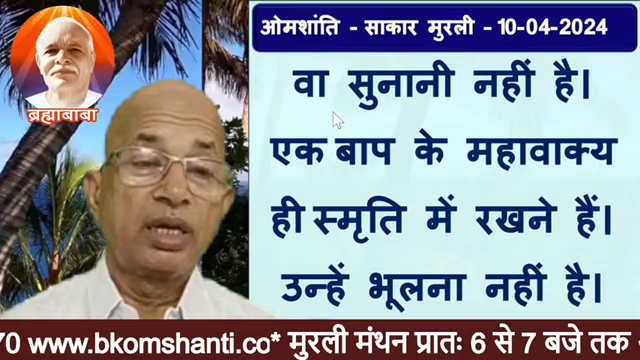 ओमशांति - साकार मुरली - 10-04-2024
वा सुनानी नहीं है।
एक बाप के महावाक्य
ही स्मृति में रखने हैं।
उन्हें भूलना नहीं है।
ब्रह्माबाबा
70 www.bkomshanti.co* मुरली मंथन प्रातः 6 से 7 बजे तक